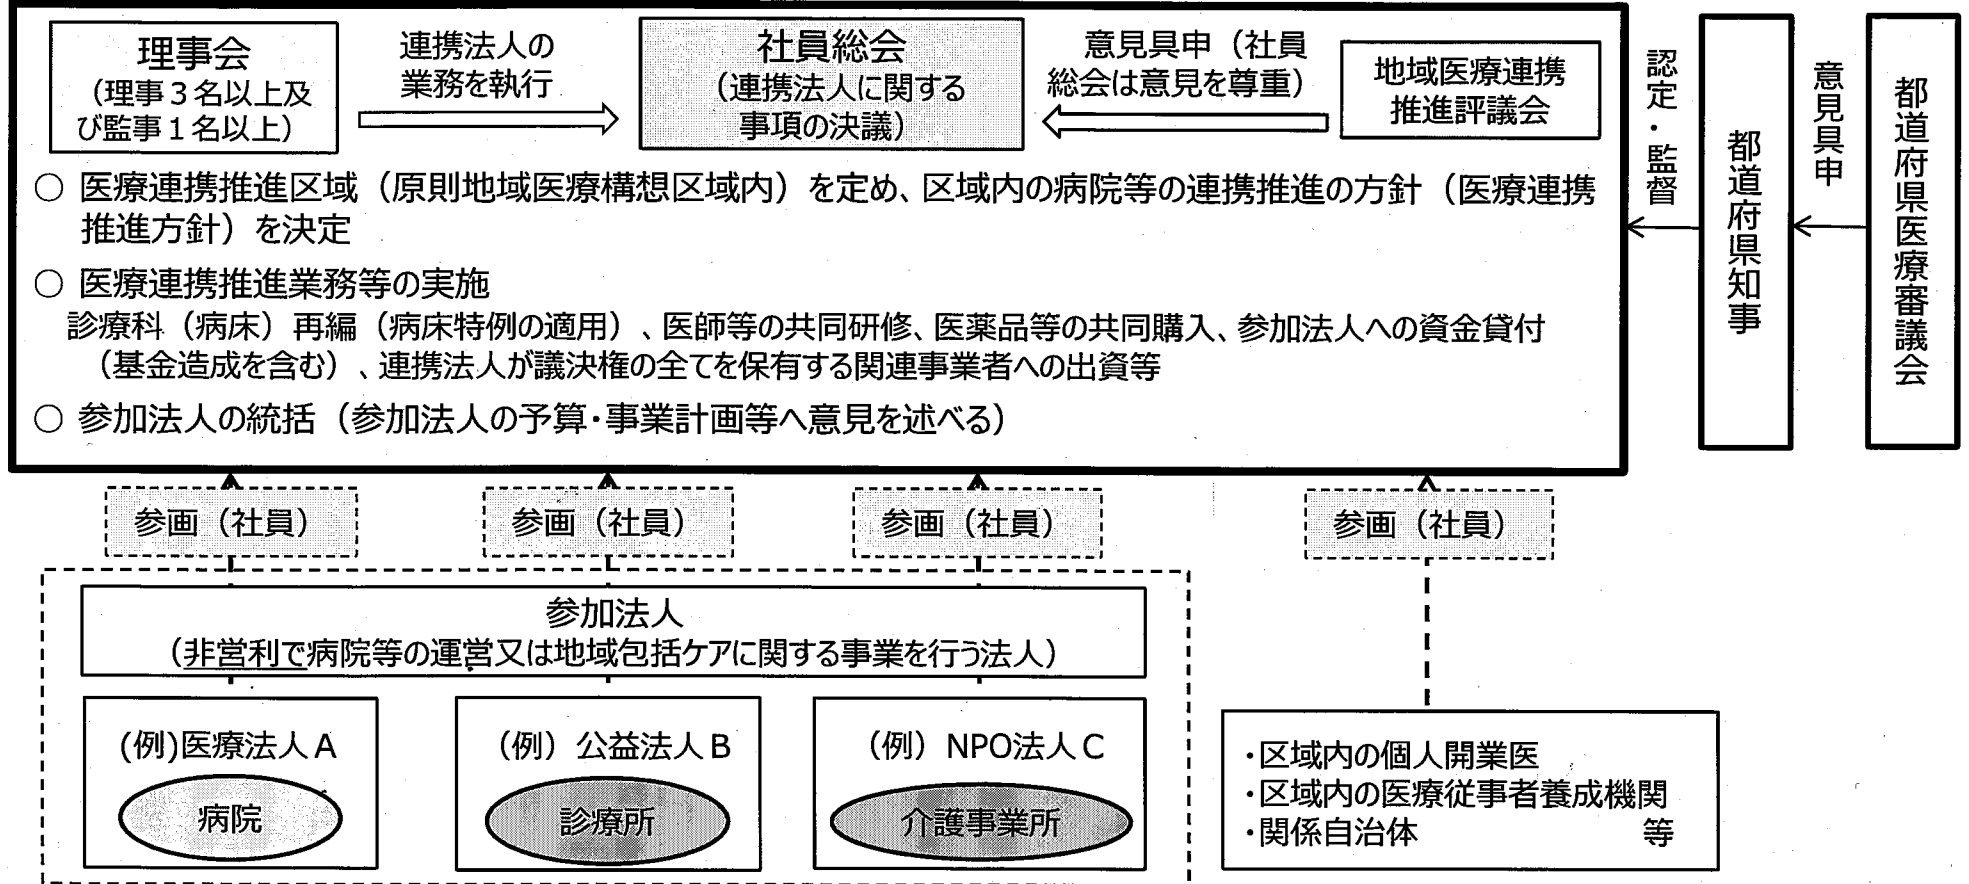 理事会
（理事３名以上及
び監事１名以上）
連携法人の
業務を執行
社員総会
（連携法人に関する
事項の決議）
意見具申（社員
総会は意見を尊重）
地域医療連携
推進評議会
○ 医療連携推進区域（原則地域医療構想区域内）を定め、区域内の病院等の連携推進の方針（医療連携
推進方針）を決定
○ 医療連携推進業務等の実施
診療科（病床）再編（病床特例の適用）、医師等の共同研修、医薬品等の共同購入、参加法人への資金貸付
（基金造成を含む）、連携法人が議決権の全てを保有する関連事業者への出資等
○ 参加法人の統括（参加法人の予算・事業計画等へ意見を述べる）
認定・監督
都道府県知事
意見具申
都道府県医療審議会
参画（社員）
参画（社員）
参画（社員）
参画（社員）
参加法人
（非営利で病院等の運営又は地域包括ケアに関する事業を行う法人）
(例)医療法人Ａ
病院
（例）公益法人Ｂ
診療所
（例）NPO法人Ｃ
介護事業所
・区域内の個人開業医
・区域内の医療従事者養成機関
・関係自治体　等